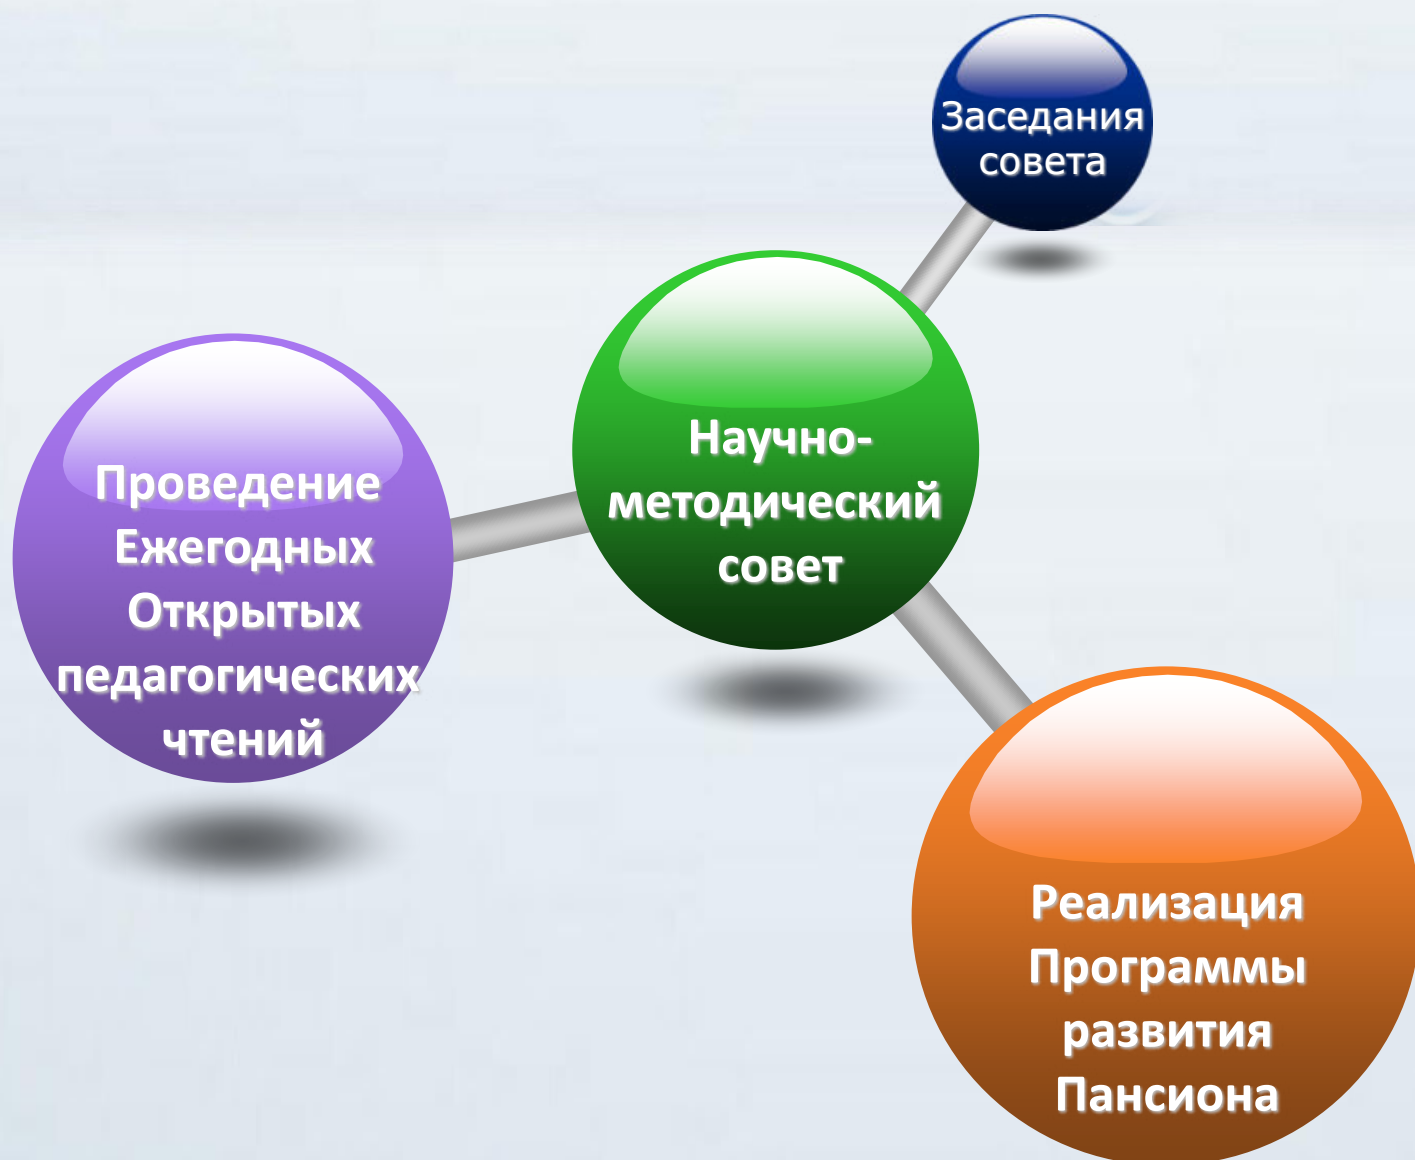 Заседания
совета
Научно-
методический
совет
Проведение
Ежегодных
Открытых
педагогических
чтений
Реализация
Программы
развития
Пансиона